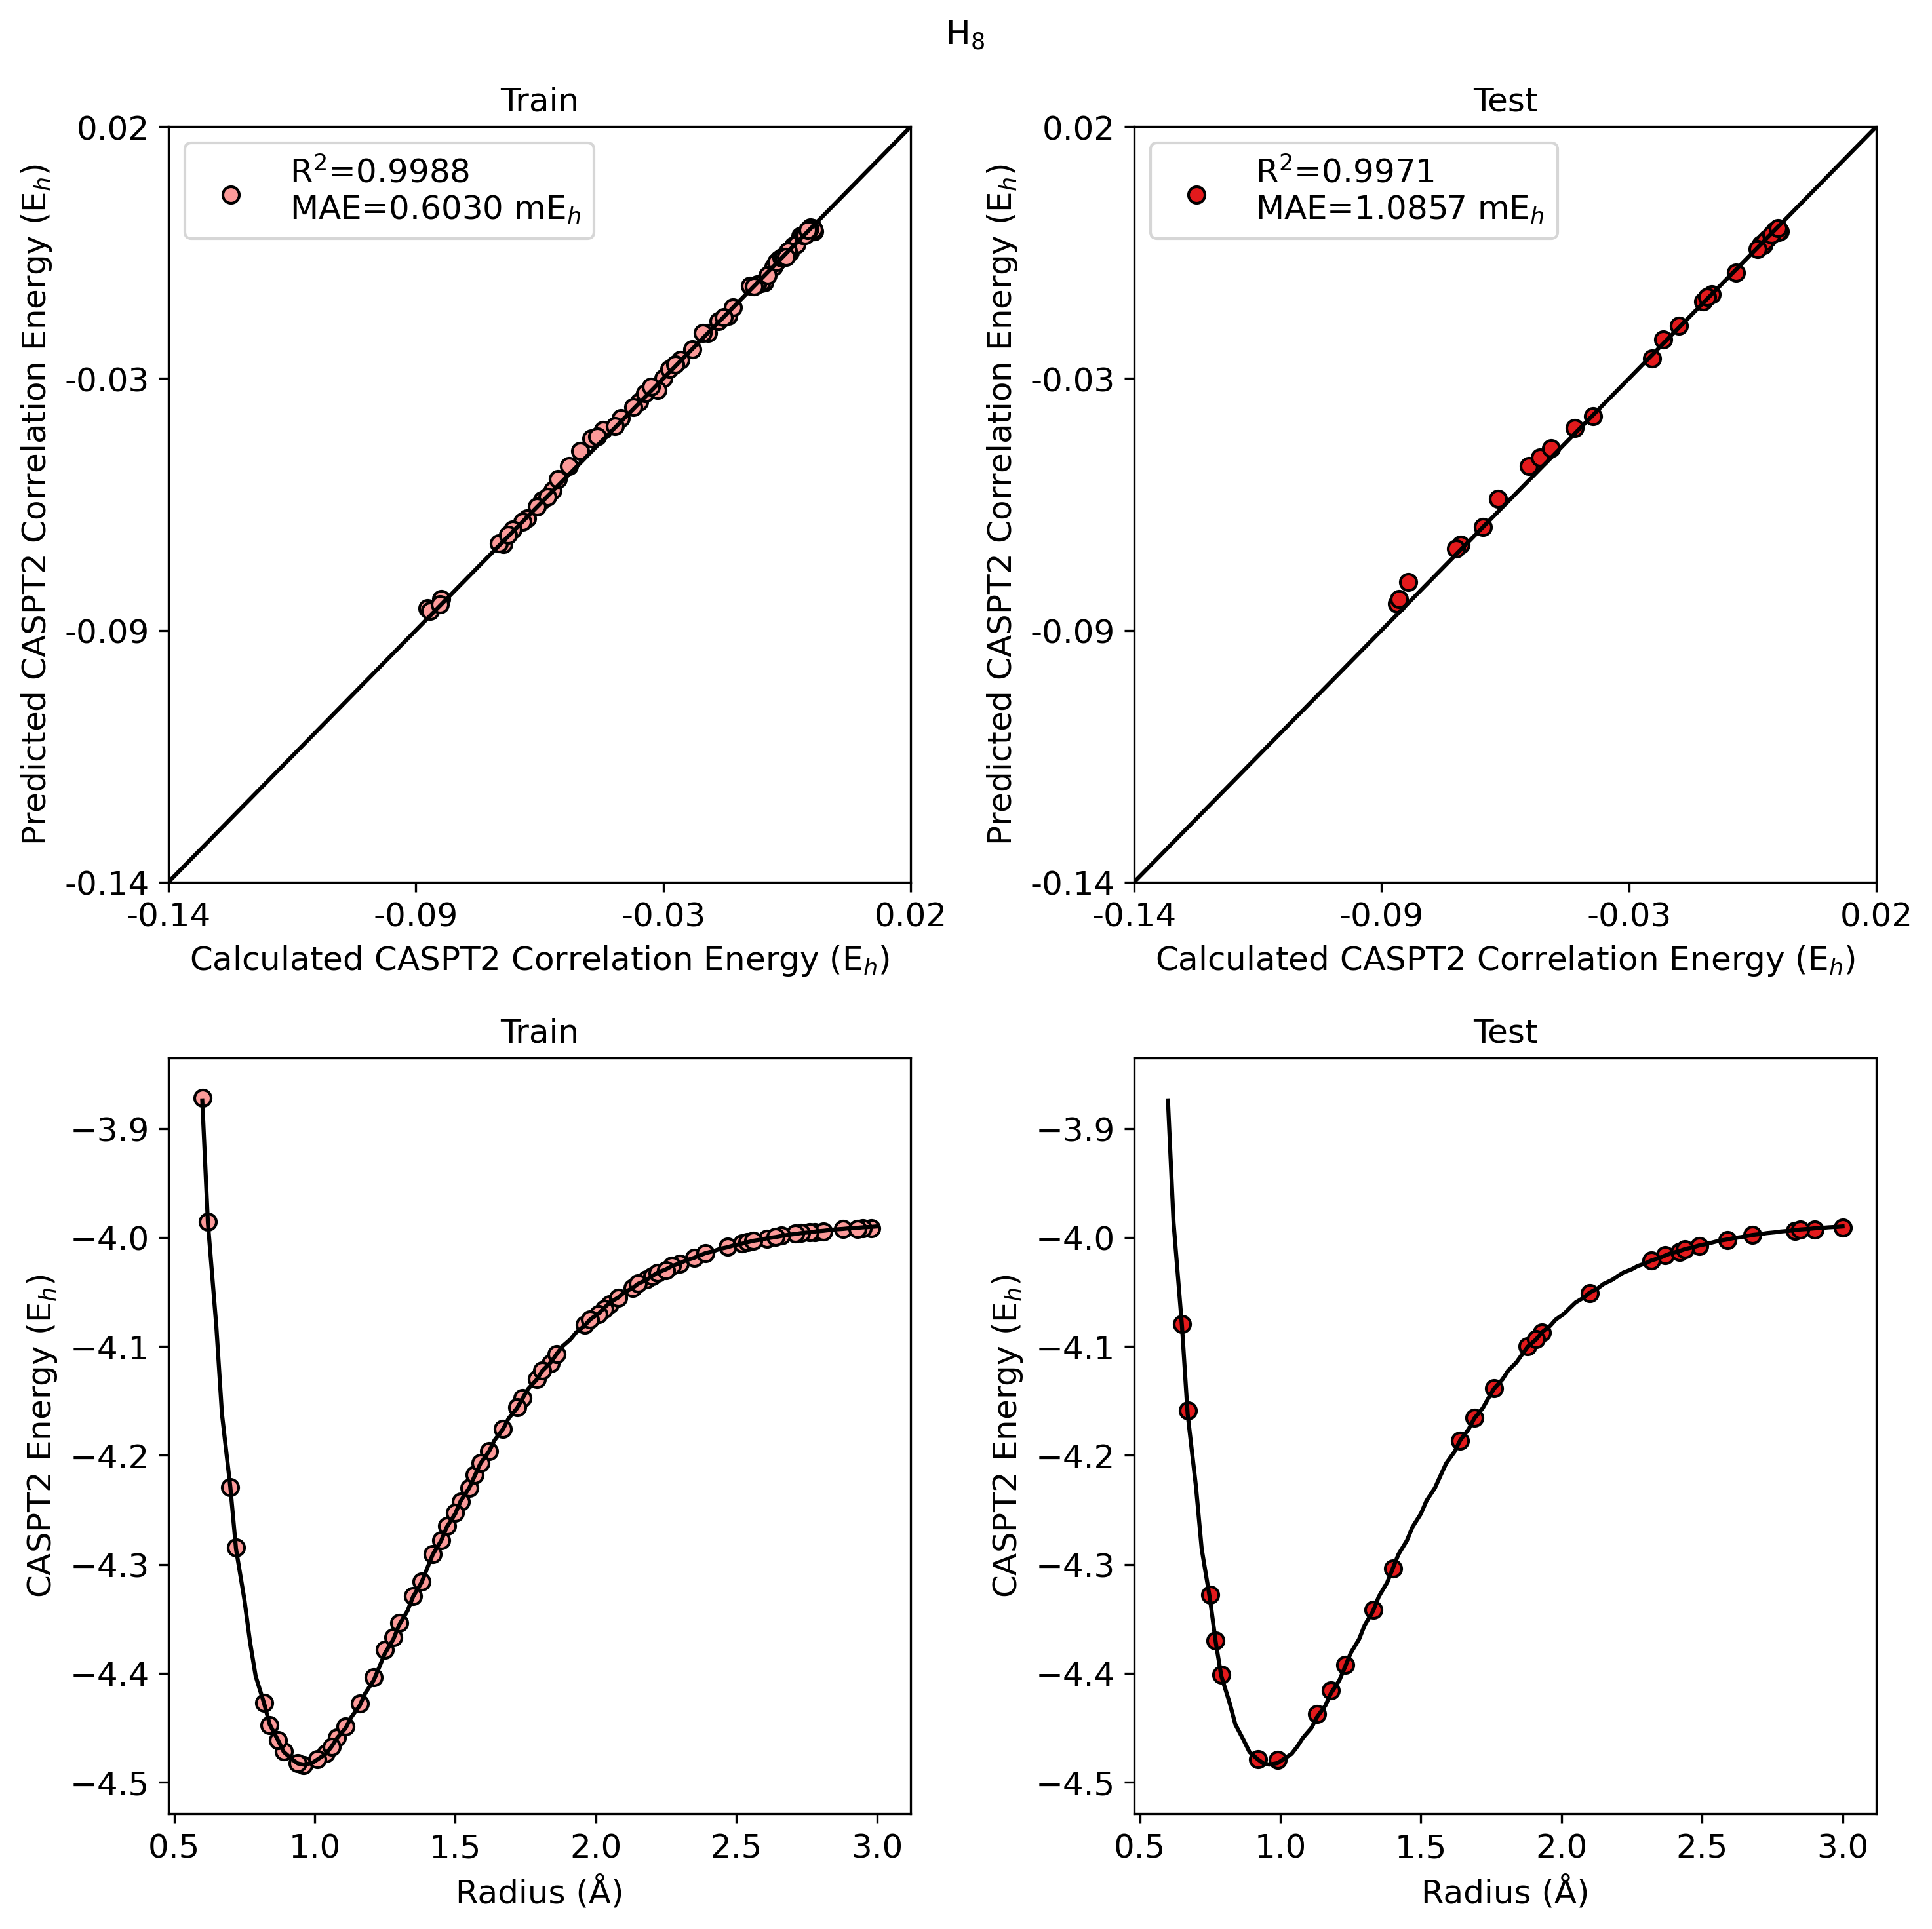 H8
Train
0.02
-0.03
-0.09
-0.14
Predicted CASPT2 Correlation Energy (Eh)
R2=0.9988
MAE=0.6030 mEh
-0.14 -0.09 -0.03 0.02
Calculated CASPT2 Correlation Energy (Eh)
Test
0.02
-0.03
-0.09
-0.14
Predicted CASPT2 Correlation Energy (Eh)
R2=0.9971
MAE=1.0857 mEh
-0.14 -0.09 -0.03 0.02
Calculated CASPT2 Correlation Energy (Eh)
Train
−3.9
−4.0
−4.1
−4.2
−4.3
−4.4
−4.5
CASPT2 Energy (Eh)
0.5 1.0 1.5 2.0 2.5 3.0
Radius (Å)
Test
−3.9
−4.0
−4.1
−4.2
−4.3
−4.4
−4.5
CASPT2 Energy (Eh)
0.5 1.0 1.5 2.0 2.5 3.0
Radius (Å)